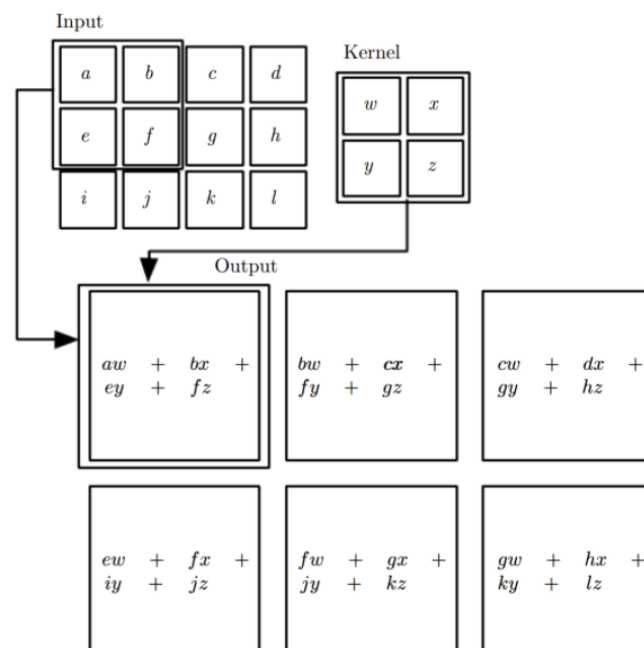 Input
Kernel
a b c d
w x
e f g h
y z
i j k l
Output
aw + bx + bw + cx + cw + dx +
ey + fz fy + gz gy + hz
ew + fx + fw + gx + gw + hx +
iy + jz jy + kz ky + lz